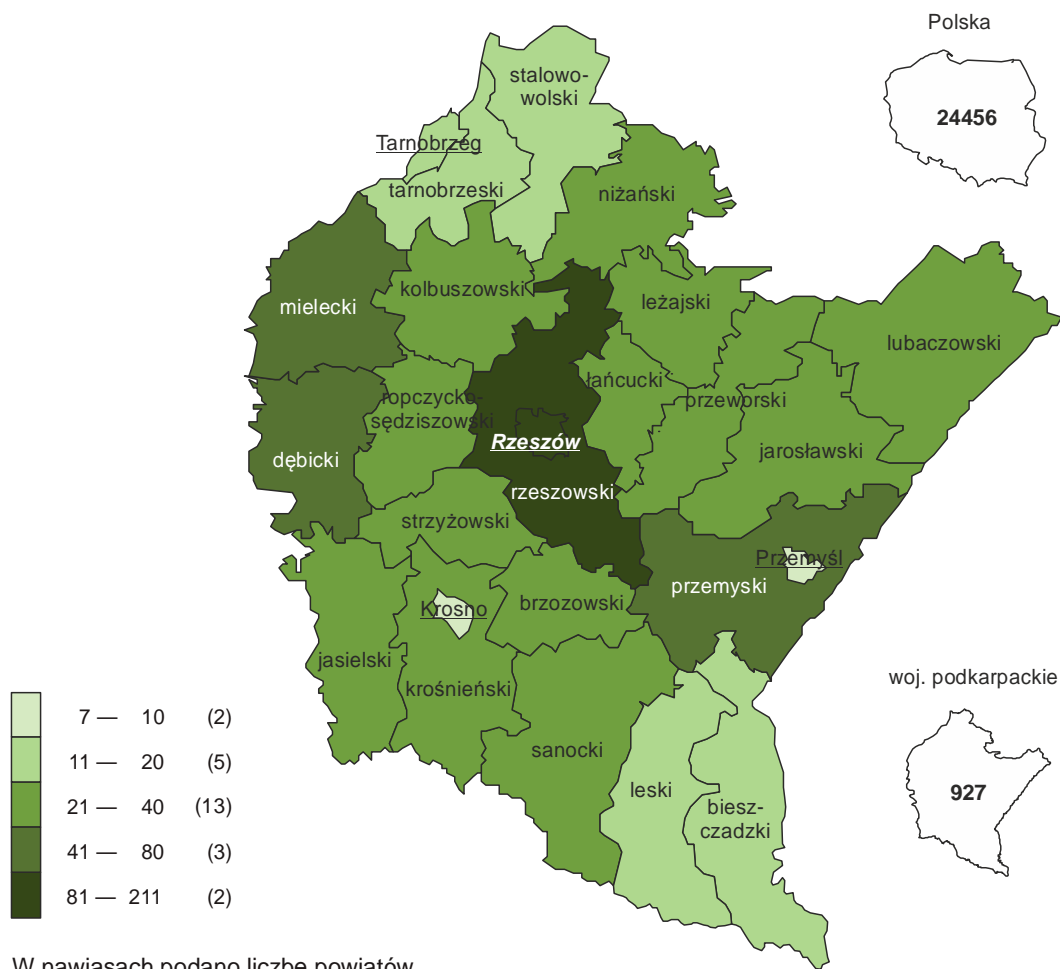 Polska
24456
stalowo-
wolski
Tarnobrzeg
tarnobrzeski
niżański
mielecki
kolbuszowski
leżajski
lubaczowski
łańcucki
ropczycko-
sędziszowski
przeworski
Rzeszów
jarosławski
dębicki
rzeszowski
strzyżowski
Przemyśl
przemyski
brzozowski
Krosno
jasielski
krośnieński
woj. podkarpackie
927
sanocki
leski
biesz-
czadzki
7 — 10 (2)
11 — 20 (5)
21 — 40 (13)
41 — 80 (3)
81 — 211 (2)
W nawiasach podano liczbę powiatów